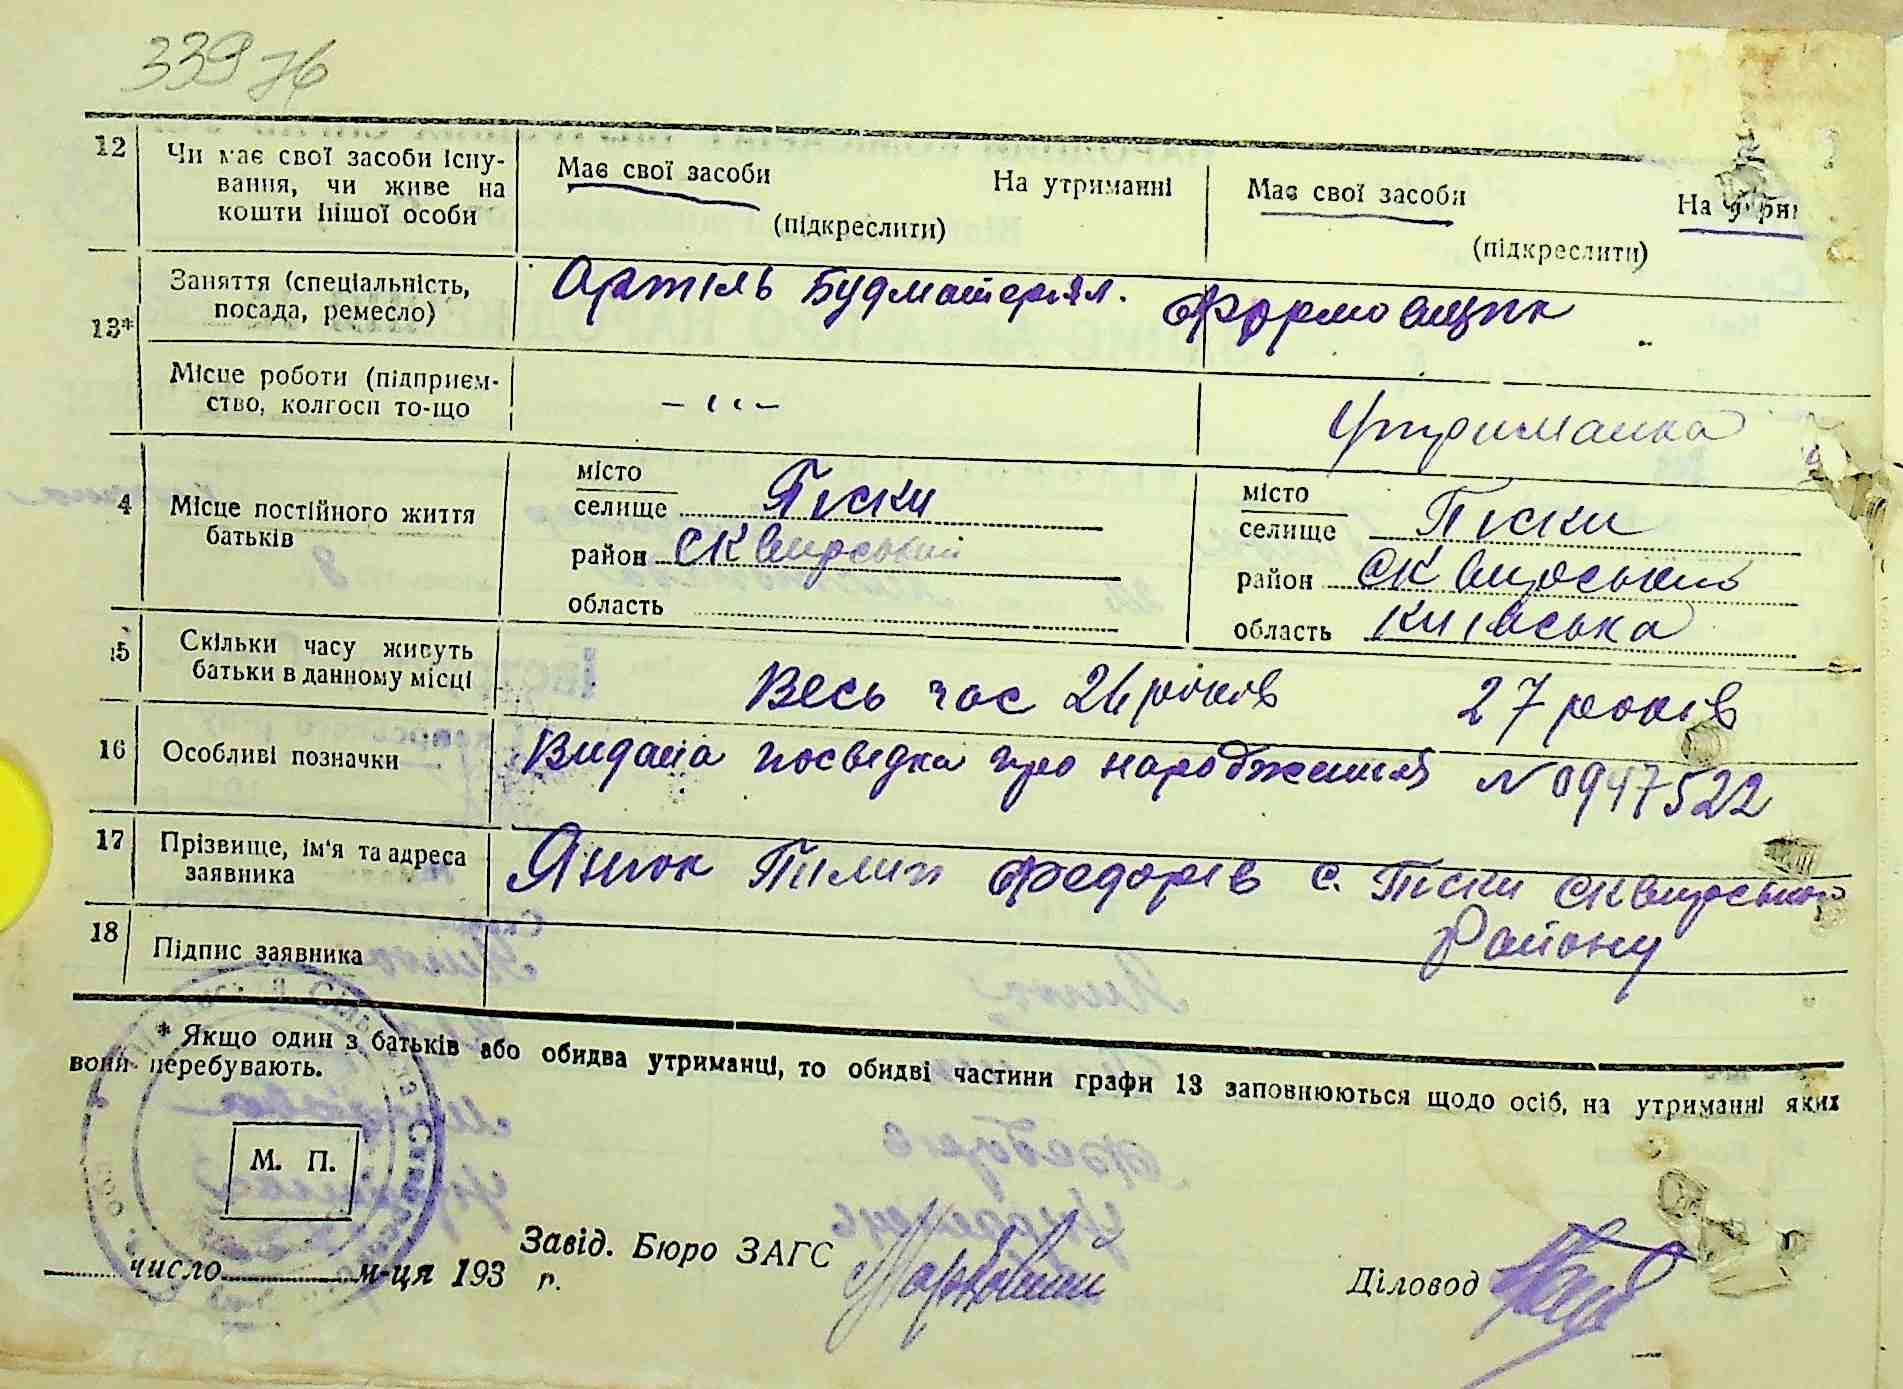 339
12
Чи має свої засоби існу-
вання, чи живе на
кошти іншої особи
Має свої засоби На утриманні
(підкреслити)
Має свої засоби На
(підкреслити)
13*
Заняття (спеціальність,
посада, ремесло)
Артіль Будматеріял. Формовщик
Місце роботи (підприєм-
ство, колгосп то-що
— " —
Утриманка
4
Місце постійного життя
батьків
місто
селище Піски
район Сквирський
область
місто
селище Піски
район Сквирський
область Київська
15
Скільки часу живуть
батьки в данному місці
Весь час 26 років 27 років
16
Особливі позначки
Видана посвідка про народження N 0947522
17
Прізвище, ім'я та адреса
заявника
Янюк Пилип Федорів с. Піски Сквирського
Району
18
Підпис заявника
* Якщо один з батьків або обидва утриманці, то обидві частини графи 13 заповнюються щодо осіб, на утриманні яких
вони перебувають.
М. П.
число м-ця 193 р.
Завід. Бюро ЗАГС
Діловод